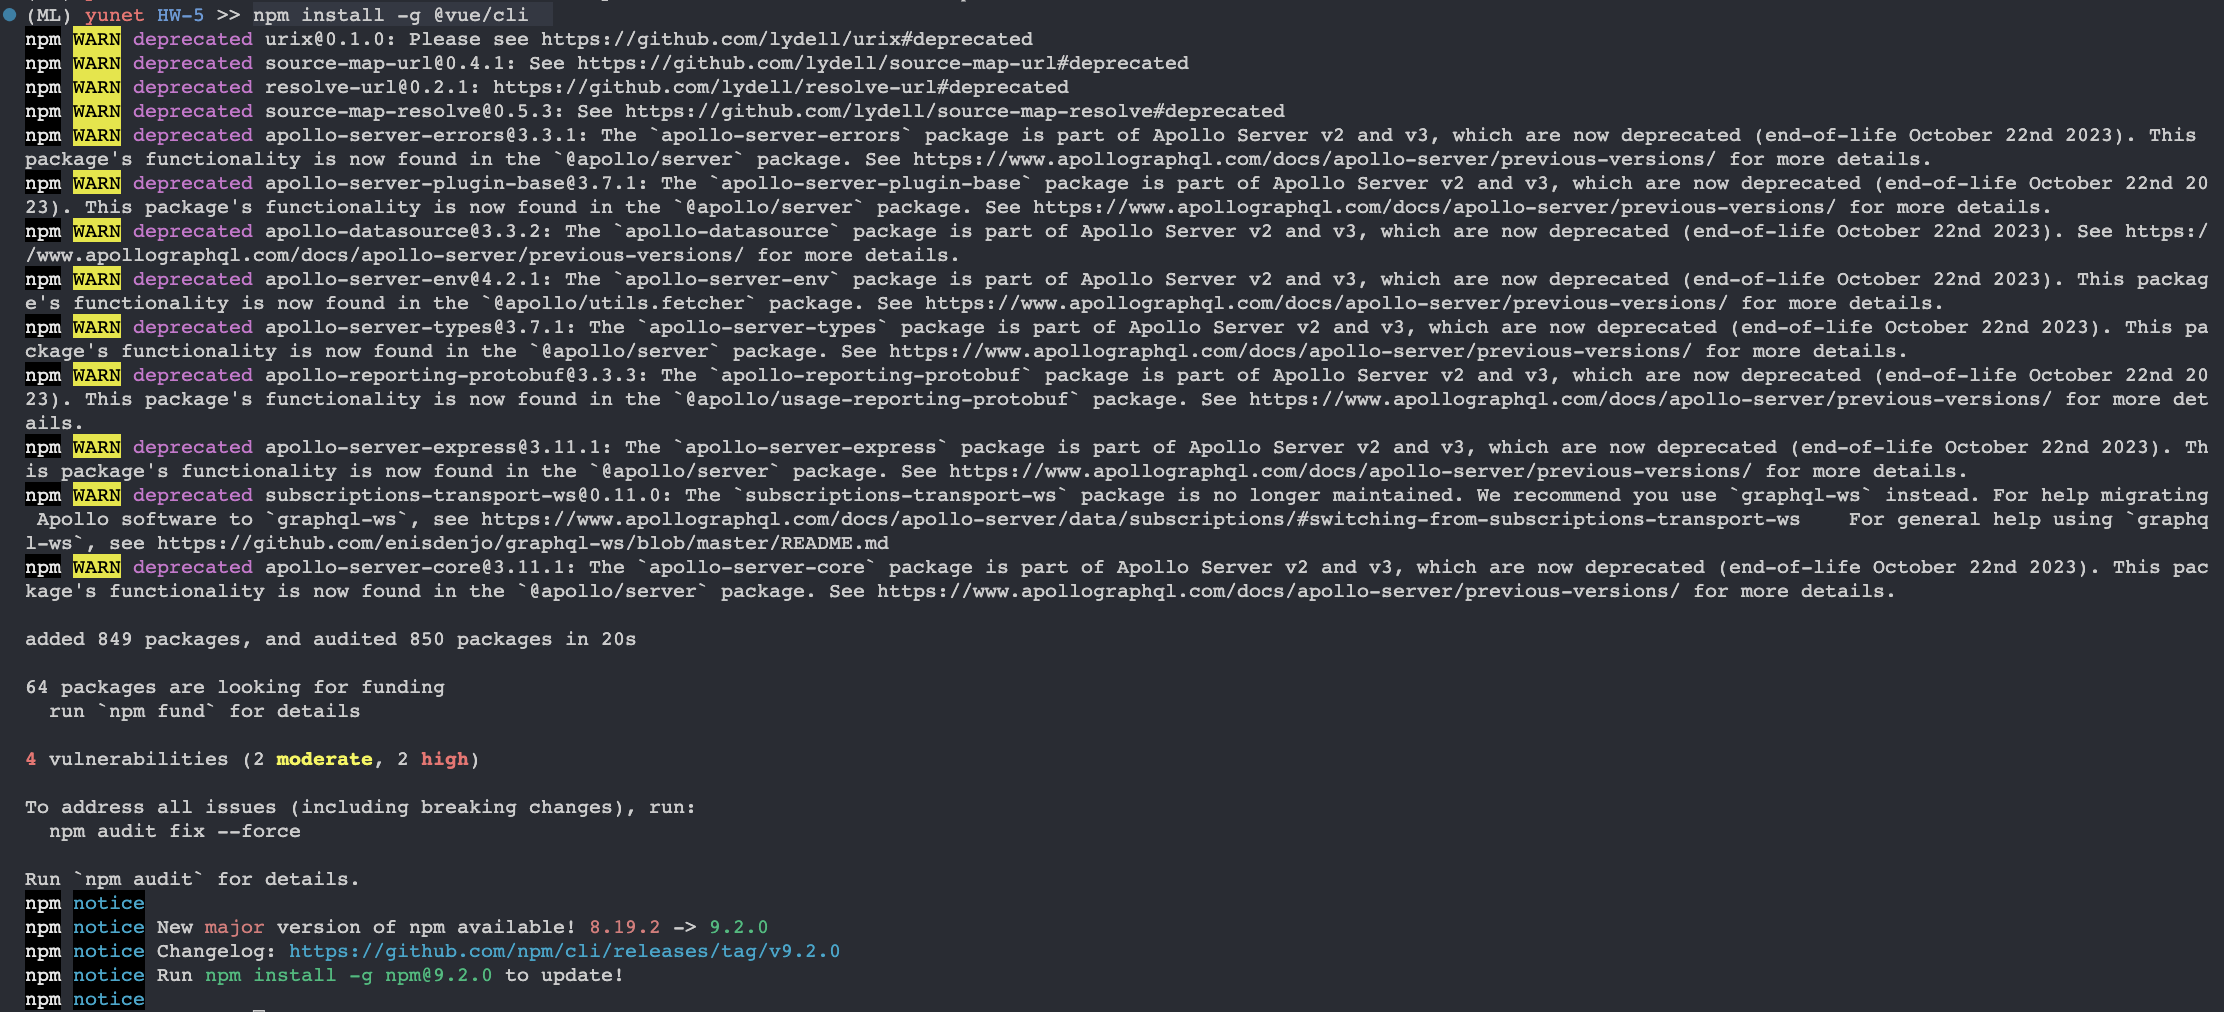 (ML) yunet HW-5 >> npm install -g @vue/cli
npm WARN deprecated urix@0.1.0: Please see https://github.com/lydell/urix#deprecated
npm WARN deprecated source-map-url@0.4.1: See https://github.com/lydell/source-map-url#deprecated
npm WARN deprecated resolve-url@0.2.1: https://github.com/lydell/resolve-url#deprecated
npm WARN deprecated source-map-resolve@0.5.3: See https://github.com/lydell/source-map-resolve#deprecated
npm WARN deprecated apollo-server-errors@3.3.1: The `apollo-server-errors` package is part of Apollo Server v2 and v3, which are now deprecated (end-of-life October 22nd 2023). This
package's functionality is now found in the `@apollo/server` package. See https://www.apollographql.com/docs/apollo-server/previous-versions/ for more details.
npm WARN deprecated apollo-server-plugin-base@3.7.1: The `apollo-server-plugin-base` package is part of Apollo Server v2 and v3, which are now deprecated (end-of-life October 22nd 20
23). This package's functionality is now found in the `@apollo/server` package. See https://www.apollographql.com/docs/apollo-server/previous-versions/ for more details.
npm WARN deprecated apollo-datasource@3.3.2: The `apollo-datasource` package is part of Apollo Server v2 and v3, which are now deprecated (end-of-life October 22nd 2023). See https:/
/www.apollographql.com/docs/apollo-server/previous-versions/ for more details.
npm WARN deprecated apollo-server-env@4.2.1: The `apollo-server-env` package is part of Apollo Server v2 and v3, which are now deprecated (end-of-life October 22nd 2023). This packag
e's functionality is now found in the `@apollo/utils.fetcher` package. See https://www.apollographql.com/docs/apollo-server/previous-versions/ for more details.
npm WARN deprecated apollo-server-types@3.7.1: The `apollo-server-types` package is part of Apollo Server v2 and v3, which are now deprecated (end-of-life October 22nd 2023). This pa
ckage's functionality is now found in the `@apollo/server` package. See https://www.apollographql.com/docs/apollo-server/previous-versions/ for more details.
npm WARN deprecated apollo-reporting-protobuf@3.3.3: The `apollo-reporting-protobuf` package is part of Apollo Server v2 and v3, which are now deprecated (end-of-life October 22nd 20
23). This package's functionality is now found in the `@apollo/usage-reporting-protobuf` package. See https://www.apollographql.com/docs/apollo-server/previous-versions/ for more det
ails.
npm WARN deprecated apollo-server-express@3.11.1: The `apollo-server-express` package is part of Apollo Server v2 and v3, which are now deprecated (end-of-life October 22nd 2023). Th
is package's functionality is now found in the `@apollo/server` package. See https://www.apollographql.com/docs/apollo-server/previous-versions/ for more details.
npm WARN deprecated subscriptions-transport-ws@0.11.0: The `subscriptions-transport-ws` package is no longer maintained. We recommend you use `graphql-ws` instead. For help migrating
Apollo software to `graphql-ws`, see https://www.apollographql.com/docs/apollo-server/data/subscriptions/#switching-from-subscriptions-transport-ws    For general help using `graphq
l-ws`, see https://github.com/enisdenjo/graphql-ws/blob/master/README.md
npm WARN deprecated apollo-server-core@3.11.1: The `apollo-server-core` package is part of Apollo Server v2 and v3, which are now deprecated (end-of-life October 22nd 2023). This pac
kage's functionality is now found in the `@apollo/server` package. See https://www.apollographql.com/docs/apollo-server/previous-versions/ for more details.
added 849 packages, and audited 850 packages in 20s
64 packages are looking for funding
run `npm fund` for details
4 vulnerabilities (2 moderate, 2 high)
To address all issues (including breaking changes), run:
npm audit fix --force
Run `npm audit` for details.
npm notice
npm notice New major version of npm available! 8.19.2 -> 9.2.0
npm notice Changelog: https://github.com/npm/cli/releases/tag/v9.2.0
npm notice Run npm install -g npm@9.2.0 to update!
npm notice